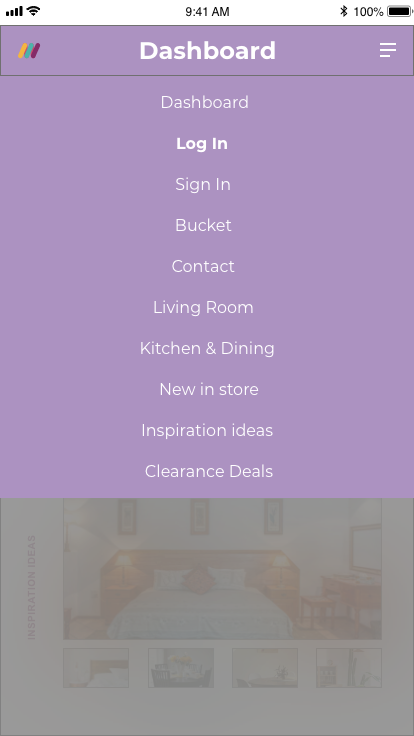 9:41 AM 100%
Dashboard
Dashboard
Log In
Sign In
Bucket
Contact
Living Room
Kitchen & Dining
New in store
Inspiration ideas
Clearance Deals
INSPIRATION IDEAS